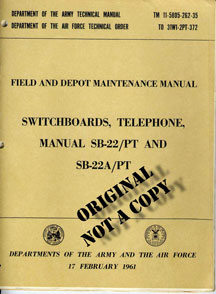 DEPARTMENT OF THE ARMY TECHNICAL MANUAL TM 11-5805-262-35
DEPARTMENT OF THE AIR FORCE TECHNICAL ORDER TO 31W1-2PT-372
FIELD AND DEPOT MAINTENANCE MANUAL
SWITCHBOARDS, TELEPHONE,
MANUAL SB-22/PT AND
SB-22A/PT
ORIGINAL
NOT A COPY
DEPARTMENTS OF THE ARMY AND THE AIR FORCE
17 FEBRUARY 1961